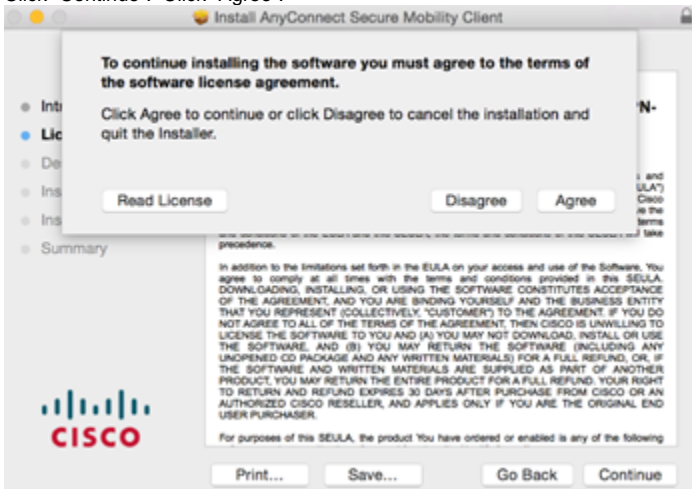 Install AnyConnect Secure Mobility Client
To continue installing the software you must agree to the terms of
the software license agreement.
Click Agree to continue or click Disagree to cancel the installation and
quit the Installer.
Read License
Disagree
Agree
Int
Lic
De
Ins
Ins
Summary
N-
and
ULA")
Cisco
ve the
terms
take
precedence.
In addition to the limitations set forth in the EULA on your access and use of the Software, You
agree to comply at all times with the terms and conditions provided in this SEULA.
DOWNLOADING, INSTALLING, OR USING THE SOFTWARE CONSTITUTES ACCEPTANCE
OF THE AGREEMENT, AND YOU ARE BINDING YOURSELF AND THE BUSINESS ENTITY
THAT YOU REPRESENT (COLLECTIVELY, "CUSTOMER") TO THE AGREEMENT. IF YOU DO
NOT AGREE TO ALL OF THE TERMS OF THE AGREEMENT, THEN CISCO IS UNWILLING TO
LICENSE THE SOFTWARE TO YOU AND (A) YOU MAY NOT DOWNLOAD, INSTALL OR USE
THE SOFTWARE, AND (B) YOU MAY RETURN THE SOFTWARE (INCLUDING ANY
UNOPENED CD PACKAGE AND ANY WRITTEN MATERIALS) FOR A FULL REFUND, OR, IF
THE SOFTWARE AND WRITTEN MATERIALS ARE SUPPLIED AS PART OF ANOTHER
PRODUCT, YOU MAY RETURN THE ENTIRE PRODUCT FOR A FULL REFUND. YOUR RIGHT
TO RETURN AND REFUND EXPIRES 30 DAYS AFTER PURCHASE FROM CISCO OR AN
AUTHORIZED CISCO RESELLER, AND APPLIES ONLY IF YOU ARE THE ORIGINAL END
USER PURCHASER.
For purposes of this SEULA, the product You have ordered or enabled is any of the following
CISCO
Print...
Save...
Go Back
Continue